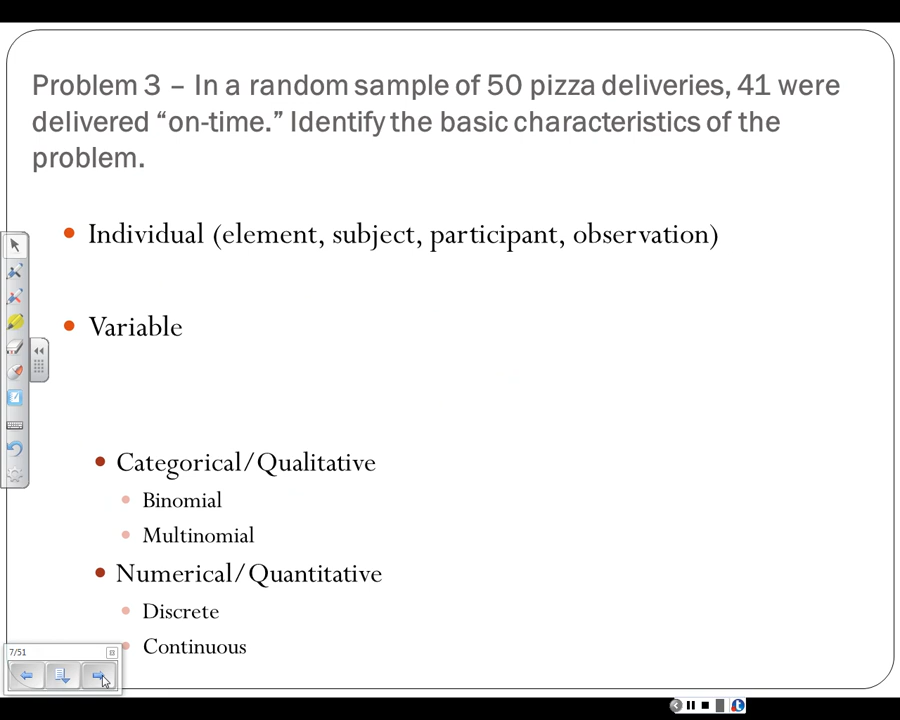 Problem 3 – In a random sample of 50 pizza deliveries, 41 were
delivered “on-time.” Identify the basic characteristics of the
problem.
Individual (element, subject, participant, observation)
Variable
Categorical/Qualitative
Binomial
Multinomial
Numerical/Quantitative
Discrete
Continuous
7/51